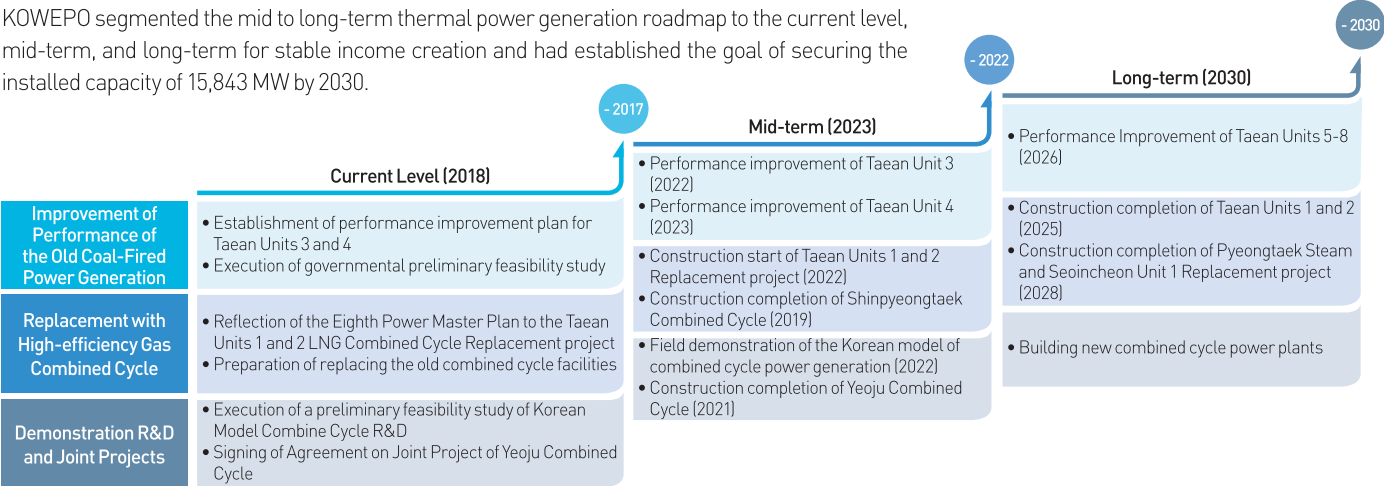 KOWEPO segmented the mid to long-term thermal power generation roadmap to the current level,
mid-term, and long-term for stable income creation and had established the goal of securing the
installed capacity of 15,843 MW by 2030.
- 2017
- 2022
- 2030
Current Level (2018)
Mid-term (2023)
Long-term (2030)
Improvement of
Performance of
the Old Coal-Fired
Power Generation
• Establishment of performance improvement plan for
Taean Units 3 and 4
• Execution of governmental preliminary feasibility study
• Performance improvement of Taean Unit 3
(2022)
• Performance improvement of Taean Unit 4
(2023)
• Performance Improvement of Taean Units 5-8
(2026)
Replacement with
High-efficiency Gas
Combined Cycle
• Reflection of the Eighth Power Master Plan to the Taean
Units 1 and 2 LNG Combined Cycle Replacement project
• Preparation of replacing the old combined cycle facilities
• Construction start of Taean Units 1 and 2
Replacement project (2022)
• Construction completion of Shinpyeongtaek
Combined Cycle (2019)
• Construction completion of Taean Units 1 and 2
(2025)
• Construction completion of Pyeongtaek Steam
and Seoincheon Unit 1 Replacement project
(2028)
Demonstration R&D
and Joint Projects
• Execution of a preliminary feasibility study of Korean
Model Combine Cycle R&D
• Signing of Agreement on Joint Project of Yeoju Combined
Cycle
• Field demonstration of the Korean model of
combined cycle power generation (2022)
• Construction completion of Yeoju Combined
Cycle (2021)
• Building new combined cycle power plants